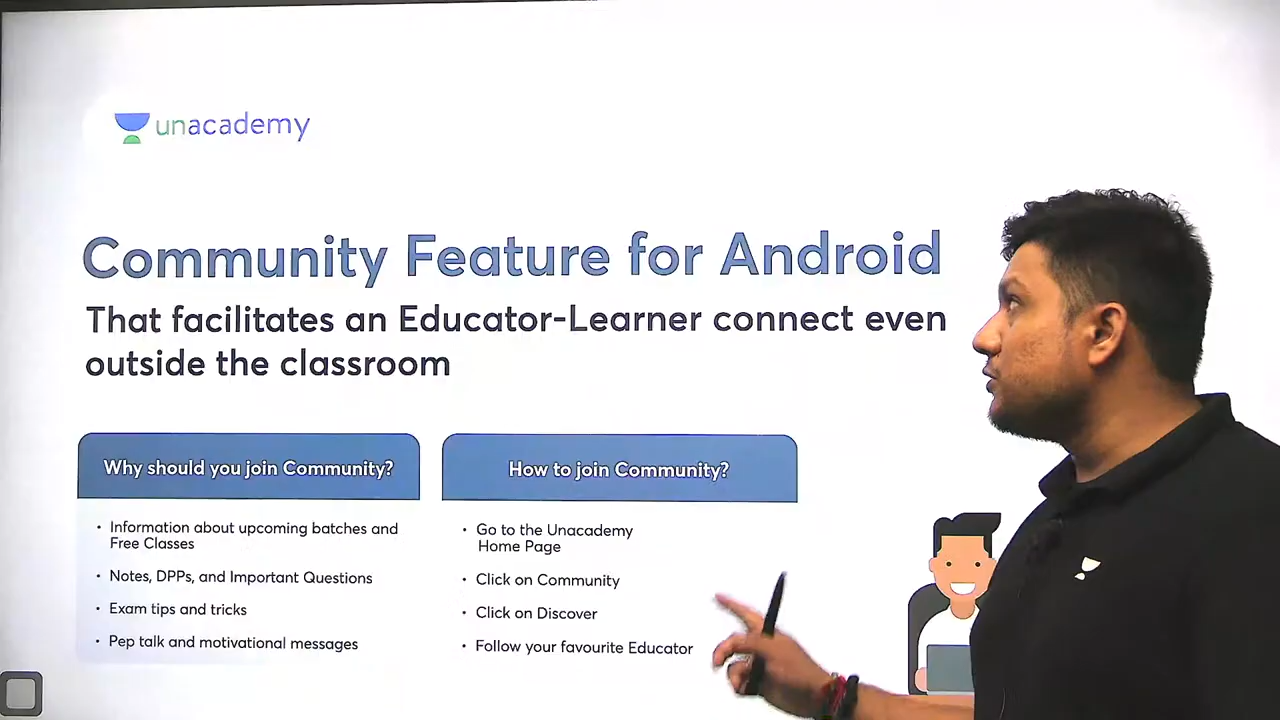 unacademy
Community Feature for Android
That facilitates an Educator-Learner connect even
outside the classroom
Why should you join Community?
• Information about upcoming batches and
Free Classes
• Notes, DPPs, and Important Questions
• Exam tips and tricks
• Pep talk and motivational messages
How to join Community?
• Go to the Unacademy
Home Page
• Click on Community
• Click on Discover
• Follow your favourite Educator